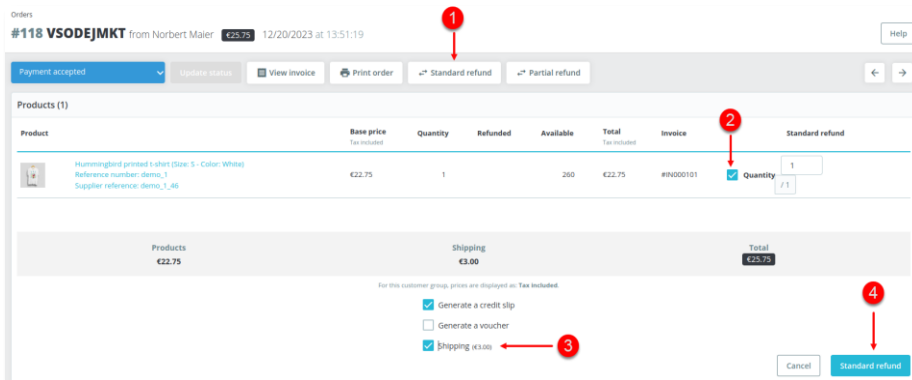 Orders
#118 VSODEJMKT from Norbert Maier €25.75 12/20/2023 at 13:51:19
Help
1
Payment accepted
Update status
View invoice
Print order
Standard refund
Partial refund
Products (1)
2
Product
Base price
Tax included
Quantity
Refunded
Available
Total
Tax included
Invoice
Standard refund
Hummingbird printed t-shirt (Size: S - Color: White)
Reference number: demo_1
Supplier reference: demo_1_46
€22.75
1
260
€22.75
#IN000101
Quantity
1
/ 1
Products
€22.75
Shipping
€3.00
Total
€25.75
For this customer group, prices are displayed as: Tax included.
Generate a credit slip
Generate a voucher
Shipping (€3.00)
3
4
Cancel
Standard refund